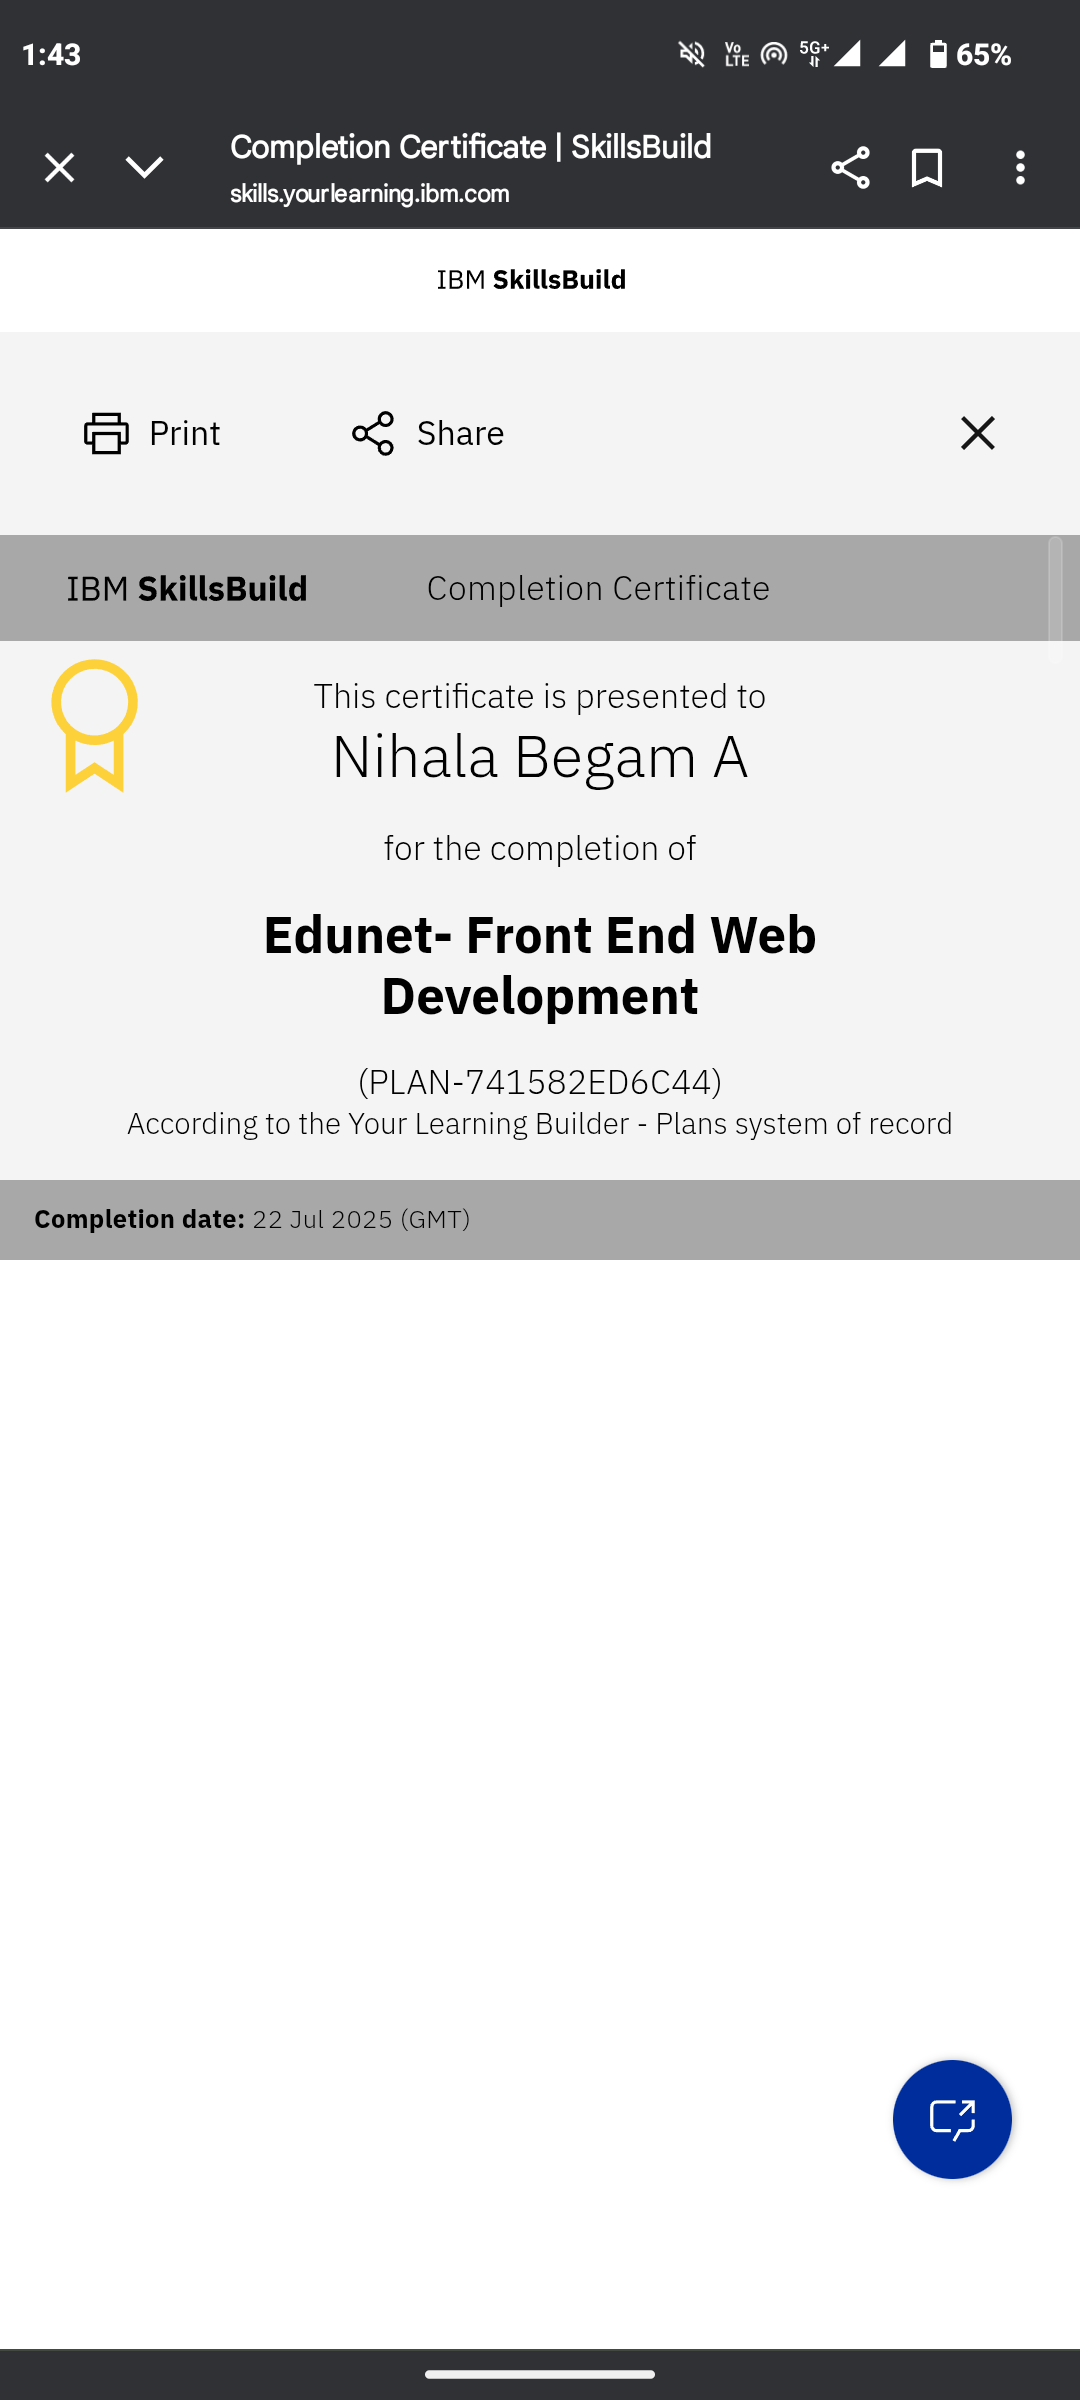 1:43
Vo LTE 5G+ 65%
Completion Certificate | SkillsBuild
skills.yourlearning.ibm.com
IBM SkillsBuild
Print Share
IBM SkillsBuild Completion Certificate
This certificate is presented to
Nihala Begam A
for the completion of
Edunet- Front End Web
Development
(PLAN-741582ED6C44)
According to the Your Learning Builder - Plans system of record
Completion date: 22 Jul 2025 (GMT)